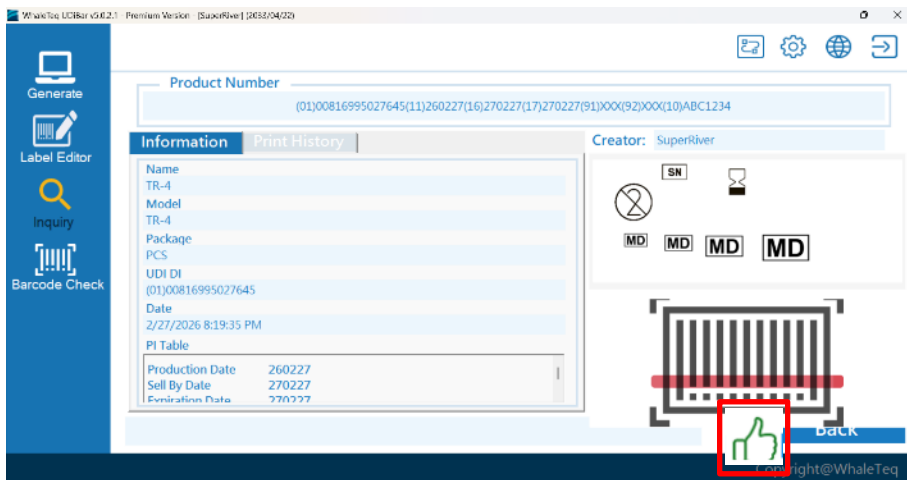 WhaleTeq UDiBar v5.0.2.1 Premium Version - [SuperRiver] (2033/04/22)
Generate
Label Editor
Inquiry
Barcode Check
Product Number
(01)00816995027645(11)260227(16)270227(17)270227(91)XXX(92)XXX(10)ABC1234
Information Print History
Name
TR-4
Model
TR-4
Package
PCS
UDI DI
(01)00816995027645
Date
2/27/2026 8:19:35 PM
PI Table
Production Date 260227
Sell By Date 270227
Expiration Date 270227
Creator: SuperRiver
SN
2
MD MD MD MD
Back
Copyright@WhaleTeq